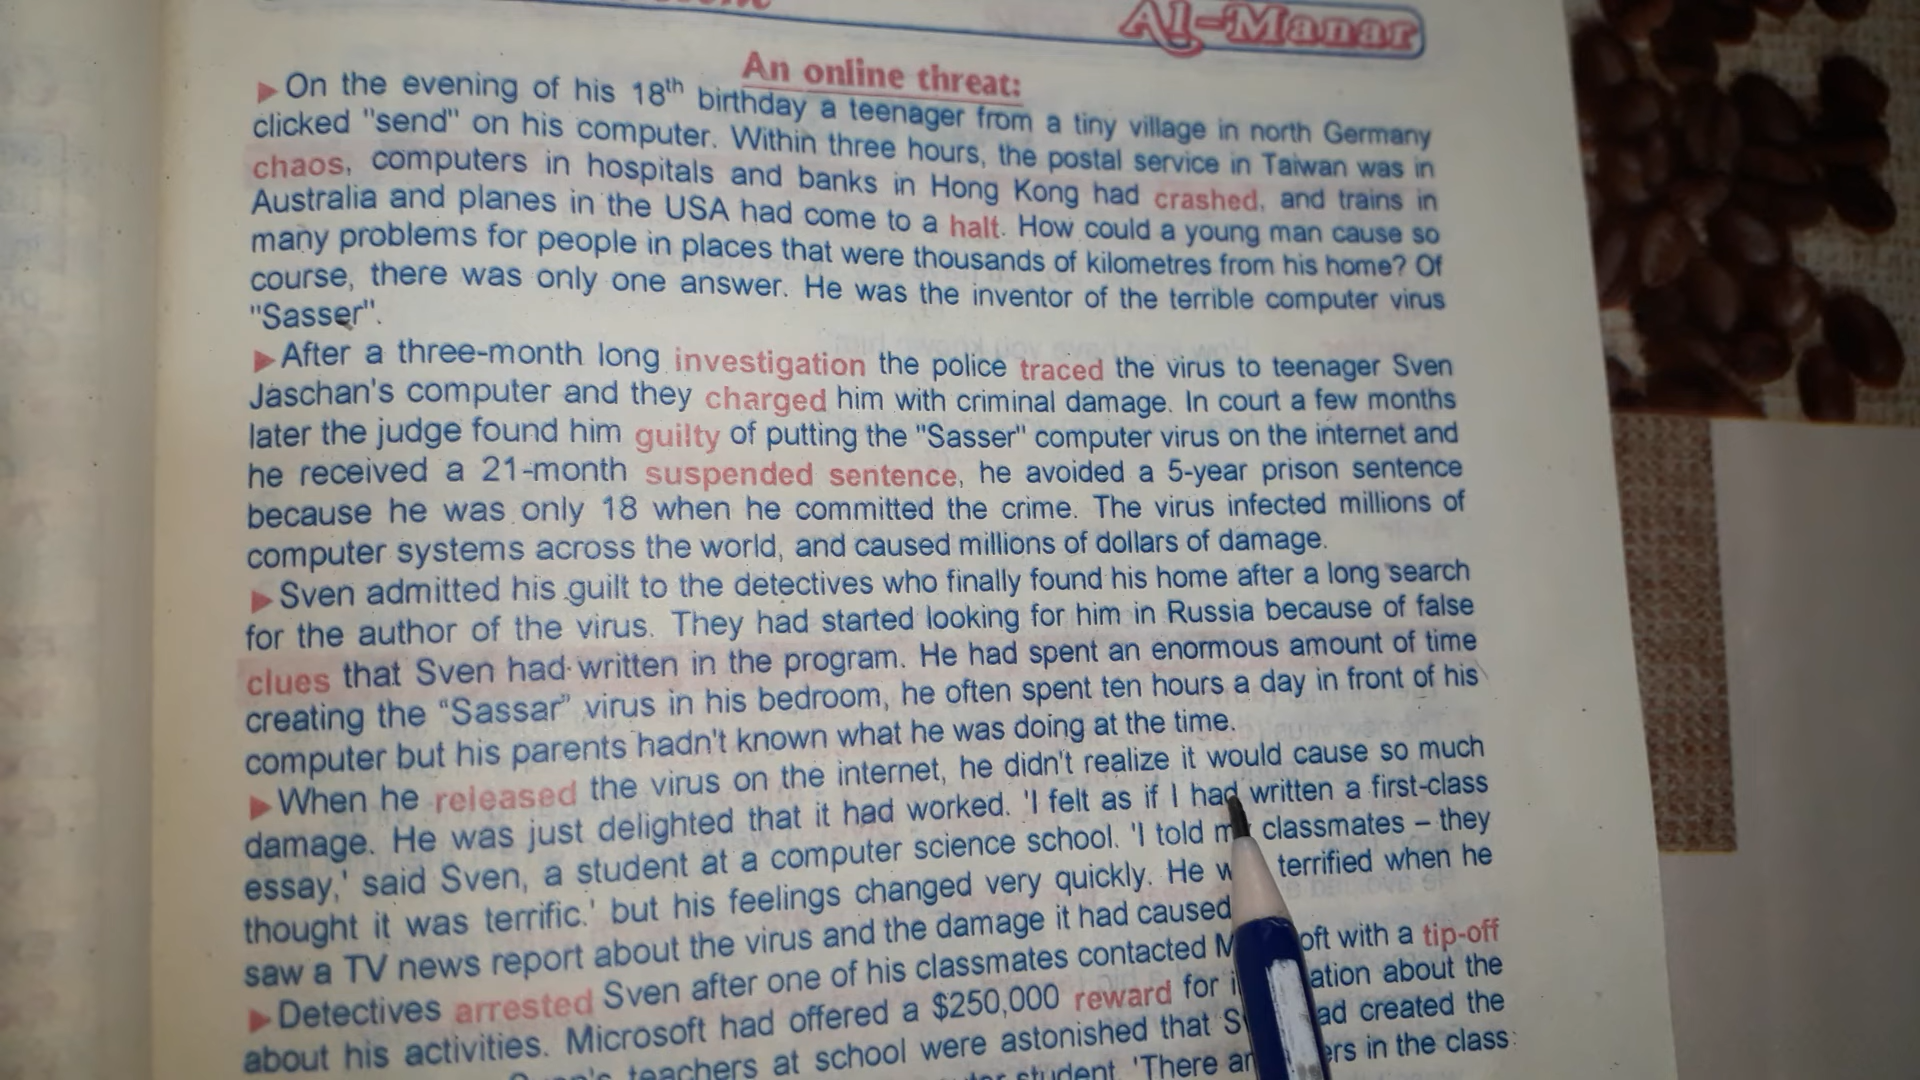 Al-Manar
An online threat:
On the evening of his 18th birthday a teenager from a tiny village in north Germany
clicked "send" on his computer. Within three hours, the postal service in Taiwan was in
chaos, computers in hospitals and banks in Hong Kong had crashed, and trains in
Australia and planes in the USA had come to a halt. How could a young man cause so
many problems for people in places that were thousands of kilometres from his home? Of
course, there was only one answer. He was the inventor of the terrible computer virus
"Sasser".
After a three-month long investigation the police traced the virus to teenager Sven
Jaschan's computer and they charged him with criminal damage. In court a few months
later the judge found him guilty of putting the "Sasser" computer virus on the internet and
he received a 21-month suspended sentence, he avoided a 5-year prison sentence
because he was only 18 when he committed the crime. The virus infected millions of
computer systems across the world, and caused millions of dollars of damage.
Sven admitted his guilt to the detectives who finally found his home after a long search
for the author of the virus. They had started looking for him in Russia because of false
clues that Sven had written in the program. He had spent an enormous amount of time
creating the “Sassar” virus in his bedroom, he often spent ten hours a day in front of his
computer but his parents hadn't known what he was doing at the time.
When he released the virus on the internet, he didn't realize it would cause so much
damage. He was just delighted that it had worked. 'I felt as if I had written a first-class
essay,' said Sven, a student at a computer science school. 'I told classmates – they
thought it was terrific.' but his feelings changed very quickly. He terrified when he
saw a TV news report about the virus and the damage it had caused
Detectives arrested Sven after one of his classmates contacted with a tip-off
about his activities. Microsoft had offered a $250,000 reward for about the
teachers at school were astonished that created the
student. 'There in the class: